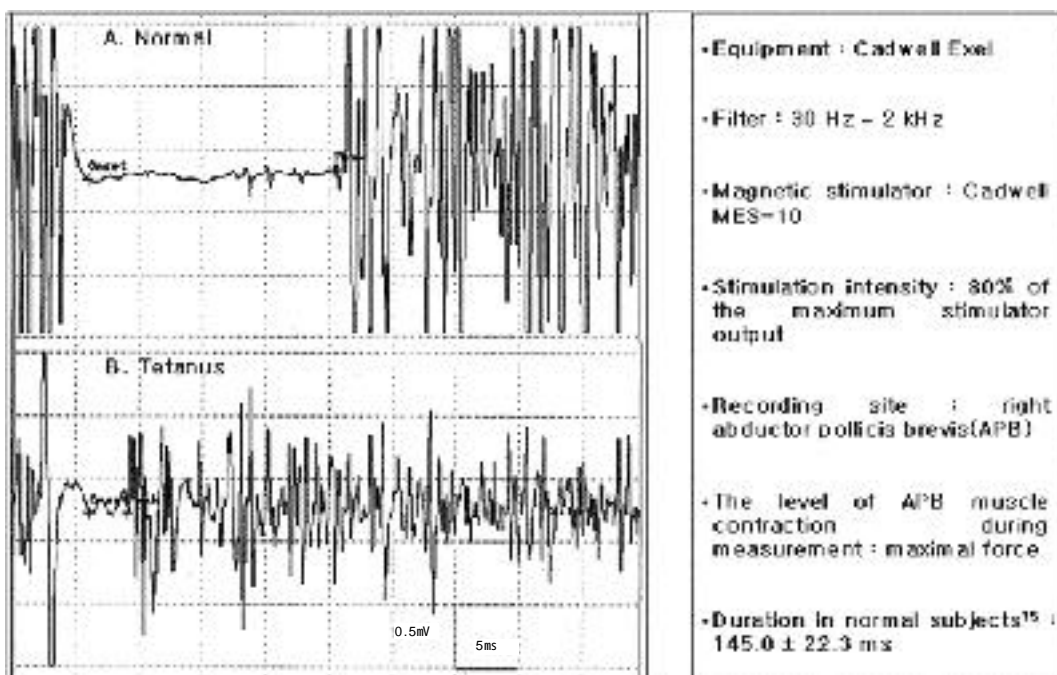 A. Normal
Onset
B. Tetanus
0.5mV
5ms
•Equipment : Cadwell Exel
•Filter : 30 Hz - 2 kHz
•Magnetic stimulator : Cadwell
MES-10
•Stimulation intensity : 80% of
the maximum stimulator
output
•Recording site : right
abductor pollicis brevis(APB)
•The level of APB muscle
contraction during
measurement : maximal force
•Duration in normal subjects¹⁵ :
145.0 ± 22.3 ms